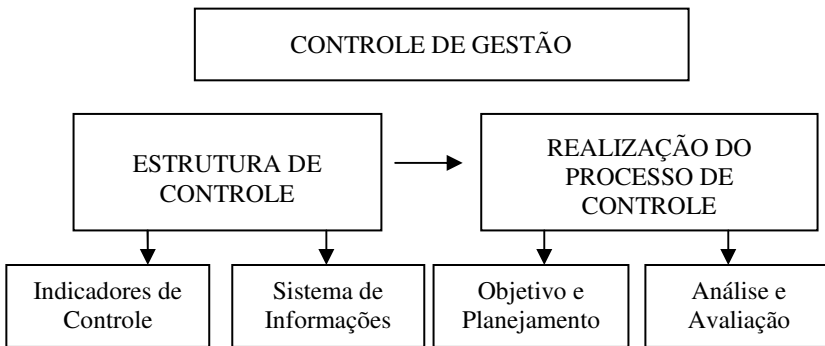 CONTROLE DE GESTÃO
ESTRUTURA DE
CONTROLE
REALIZAÇÃO DO
PROCESSO DE
CONTROLE
Indicadores de
Controle
Sistema de
Informações
Objetivo e
Planejamento
Análise e
Avaliação